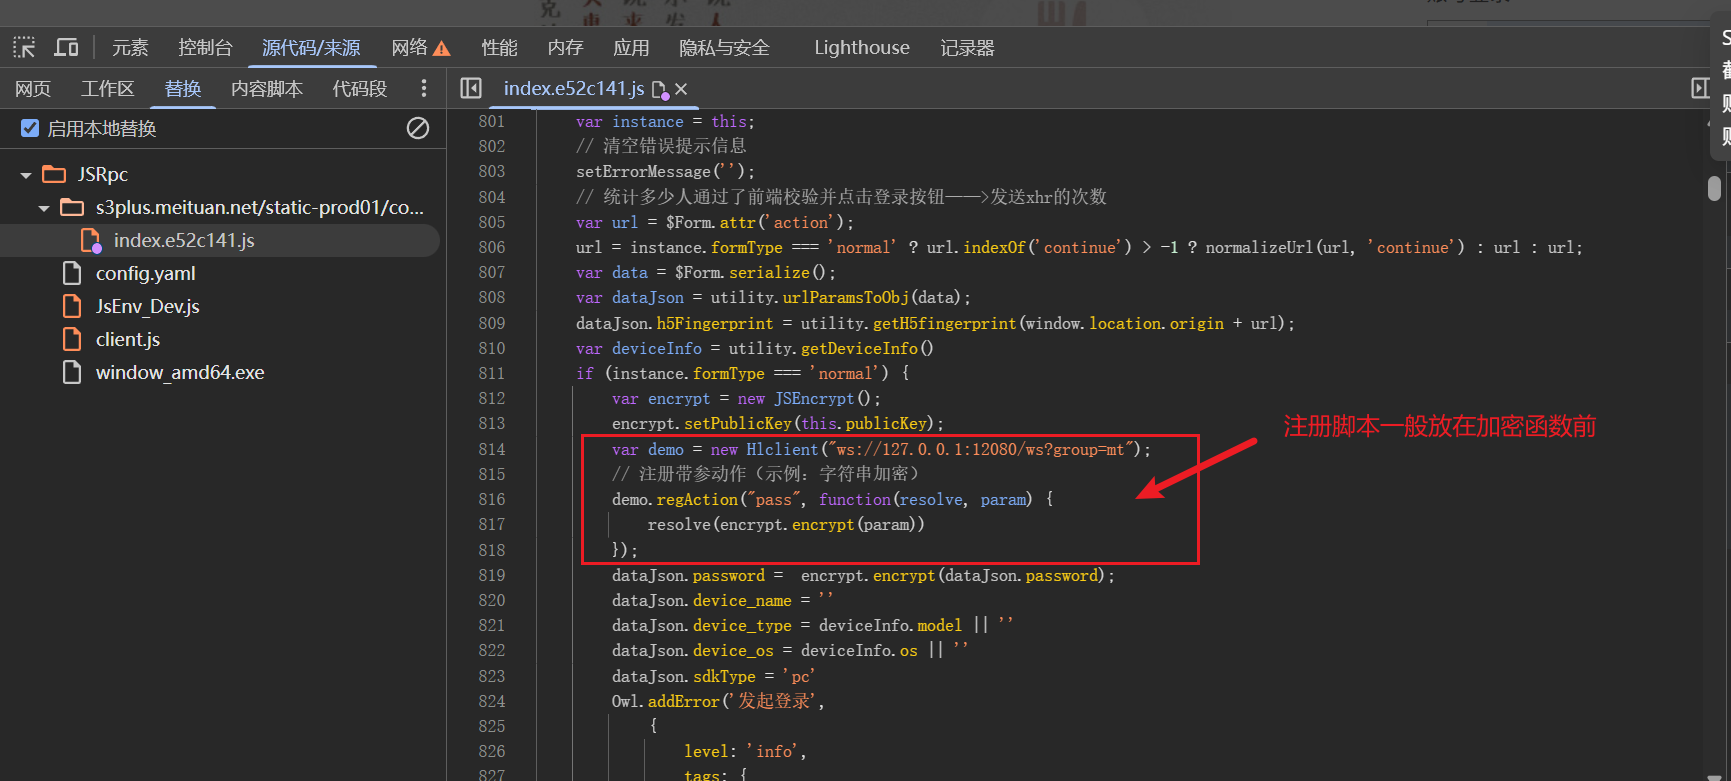 元素 控制台 源代码/来源 网络 性能 内存 应用 隐私与安全 Lighthouse 记录器
网页 工作区 替换 内容脚本 代码段
index.e52c141.js
启用本地替换
JSRpc
s3plus.meituan.net/static-prod01/co...
index.e52c141.js
config.yaml
JsEnv_Dev.js
client.js
window_amd64.exe
801 var instance = this;
802 // 清空错误提示信息
803 setErrorMessage('');
804 // 统计多少人通过了前端校验并点击登录按钮——>发送xhr的次数
805 var url = $Form.attr('action');
806 url = instance.formType === 'normal' ? url.indexOf('continue') > -1 ? normalizeUrl(url, 'continue') : url : url;
807 var data = $Form.serialize();
808 var dataJson = utility.urlParamsToObj(data);
809 dataJson.h5Fingerprint = utility.getH5fingerprint(window.location.origin + url);
810 var deviceInfo = utility.getDeviceInfo()
811 if (instance.formType === 'normal') {
812 var encrypt = new JSEncrypt();
813 encrypt.setPublicKey(this.publicKey);
814 var demo = new Hlclient("ws://127.0.0.1:12080/ws?group=mt");
815 // 注册带参动作（示例: 字符串加密）
816 demo.regAction("pass", function(resolve, param) {
817 resolve(encrypt.encrypt(param))
818 });
819 dataJson.password =  encrypt.encrypt(dataJson.password);
820 dataJson.device_name = ''
821 dataJson.device_type = deviceInfo.model || ''
822 dataJson.device_os = deviceInfo.os || ''
823 dataJson.sdkType = 'pc'
824 Owl.addError('发起登录',
825 {
826 level: 'info',
827 tags: {
注册脚本一般放在加密函数前